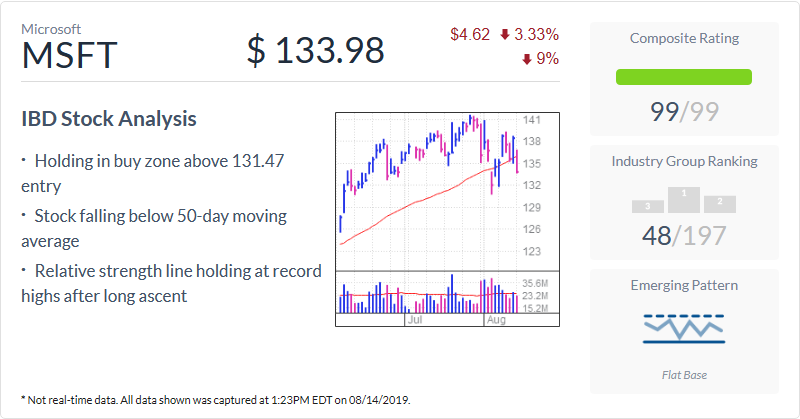 Microsoft
MSFT
$ 133.98
$4.62 3.33%
9%
IBD Stock Analysis
· Holding in buy zone above 131.47
entry
· Stock falling below 50-day moving
average
· Relative strength line holding at record
highs after long ascent
141
138
135
132
129
126
123
35.6M
23.2M
15.2M
Jul Aug
Composite Rating
99/99
Industry Group Ranking
3 1 2
48/197
Emerging Pattern
Flat Base
* Not real-time data. All data shown was captured at 1:23PM EDT on 08/14/2019.